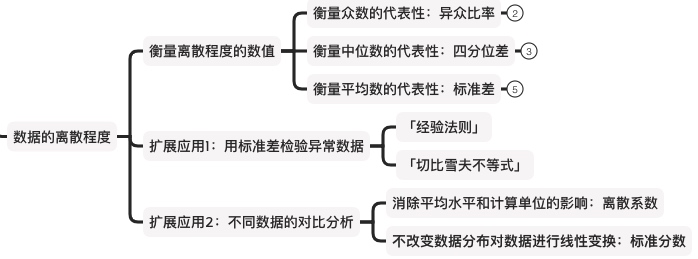 数据的离散程度
衡量离散程度的数值
衡量众数的代表性：异众比率 2
衡量中位数的代表性：四分位差 3
衡量平均数的代表性：标准差 5
扩展应用1：用标准差检验异常数据
「经验法则」
「切比雪夫不等式」
扩展应用2：不同数据的对比分析
消除平均水平和计算单位的影响：离散系数
不改变数据分布对数据进行线性变换：标准分数